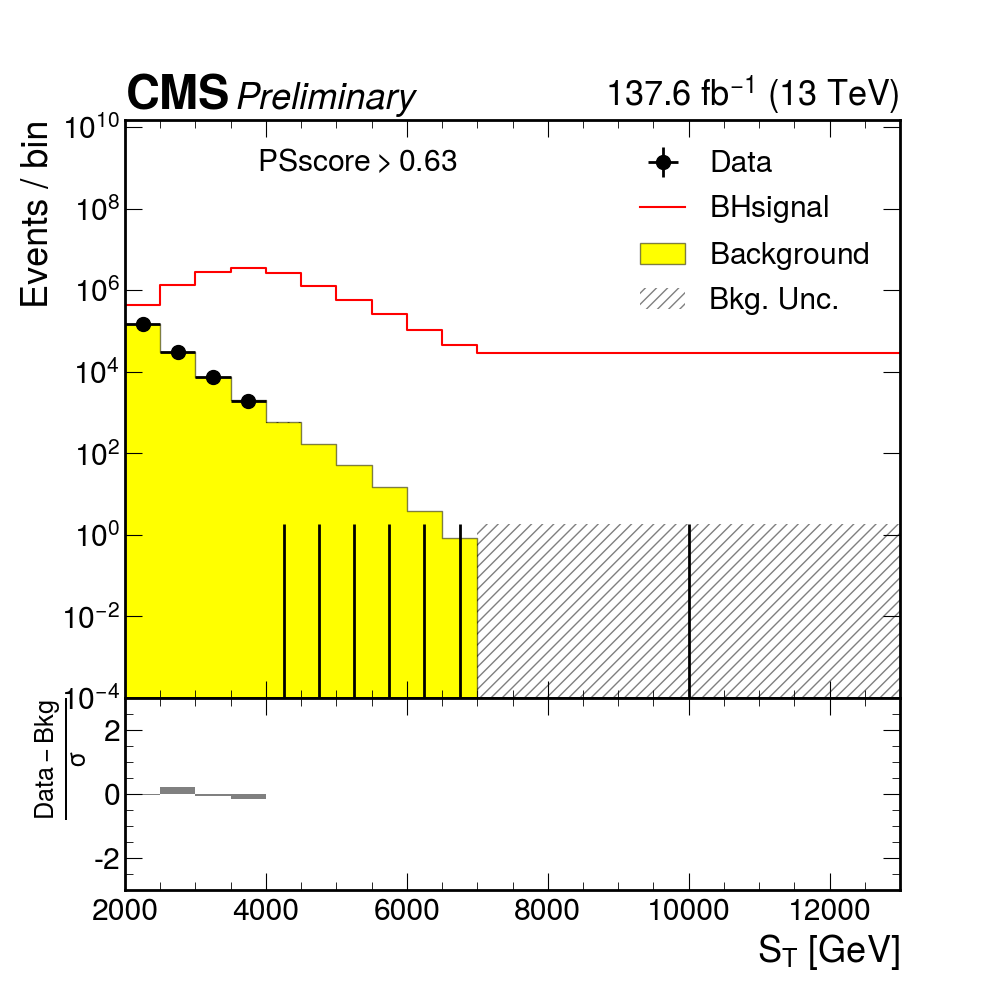 CMS Preliminary 137.6 fb⁻¹ (13 TeV)
Events / bin
10¹⁰
10⁸
10⁶
10⁴
10²
10⁰
10⁻²
10⁻⁴
PSscore > 0.63
Data
BHsignal
Background
Bkg. Unc.
Data – Bkg
σ
2
0
-2
2000 4000 6000 8000 10000 12000
S_T [GeV]